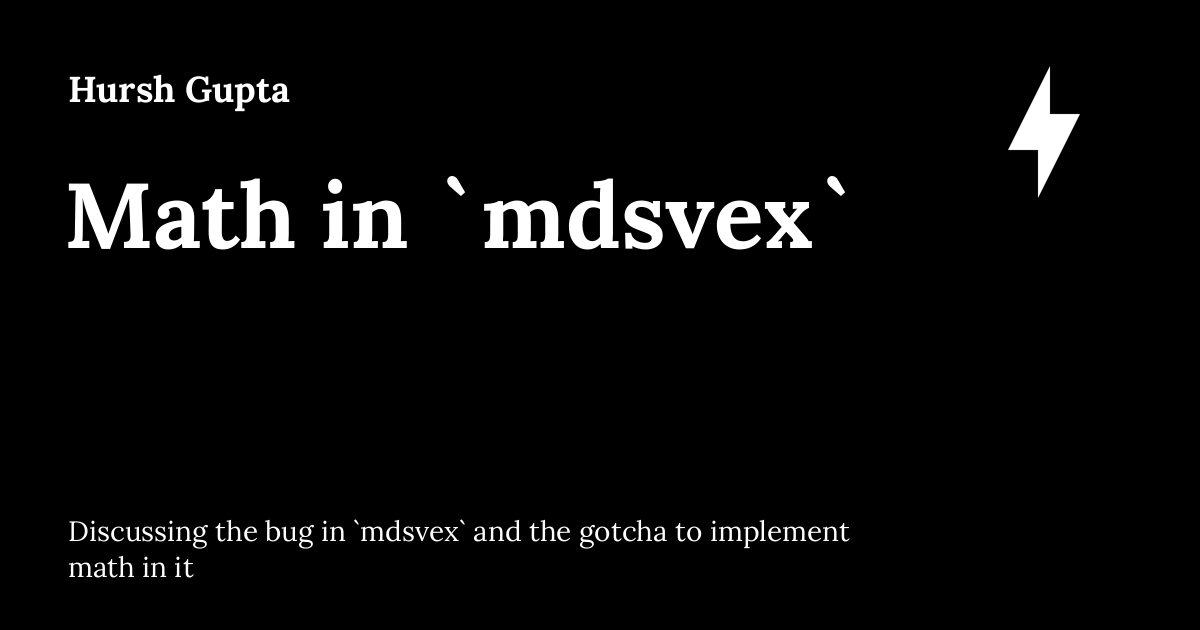 Hursh Gupta
Math in `mdsvex`
Discussing the bug in `mdsvex` and the gotcha to implement
math in it